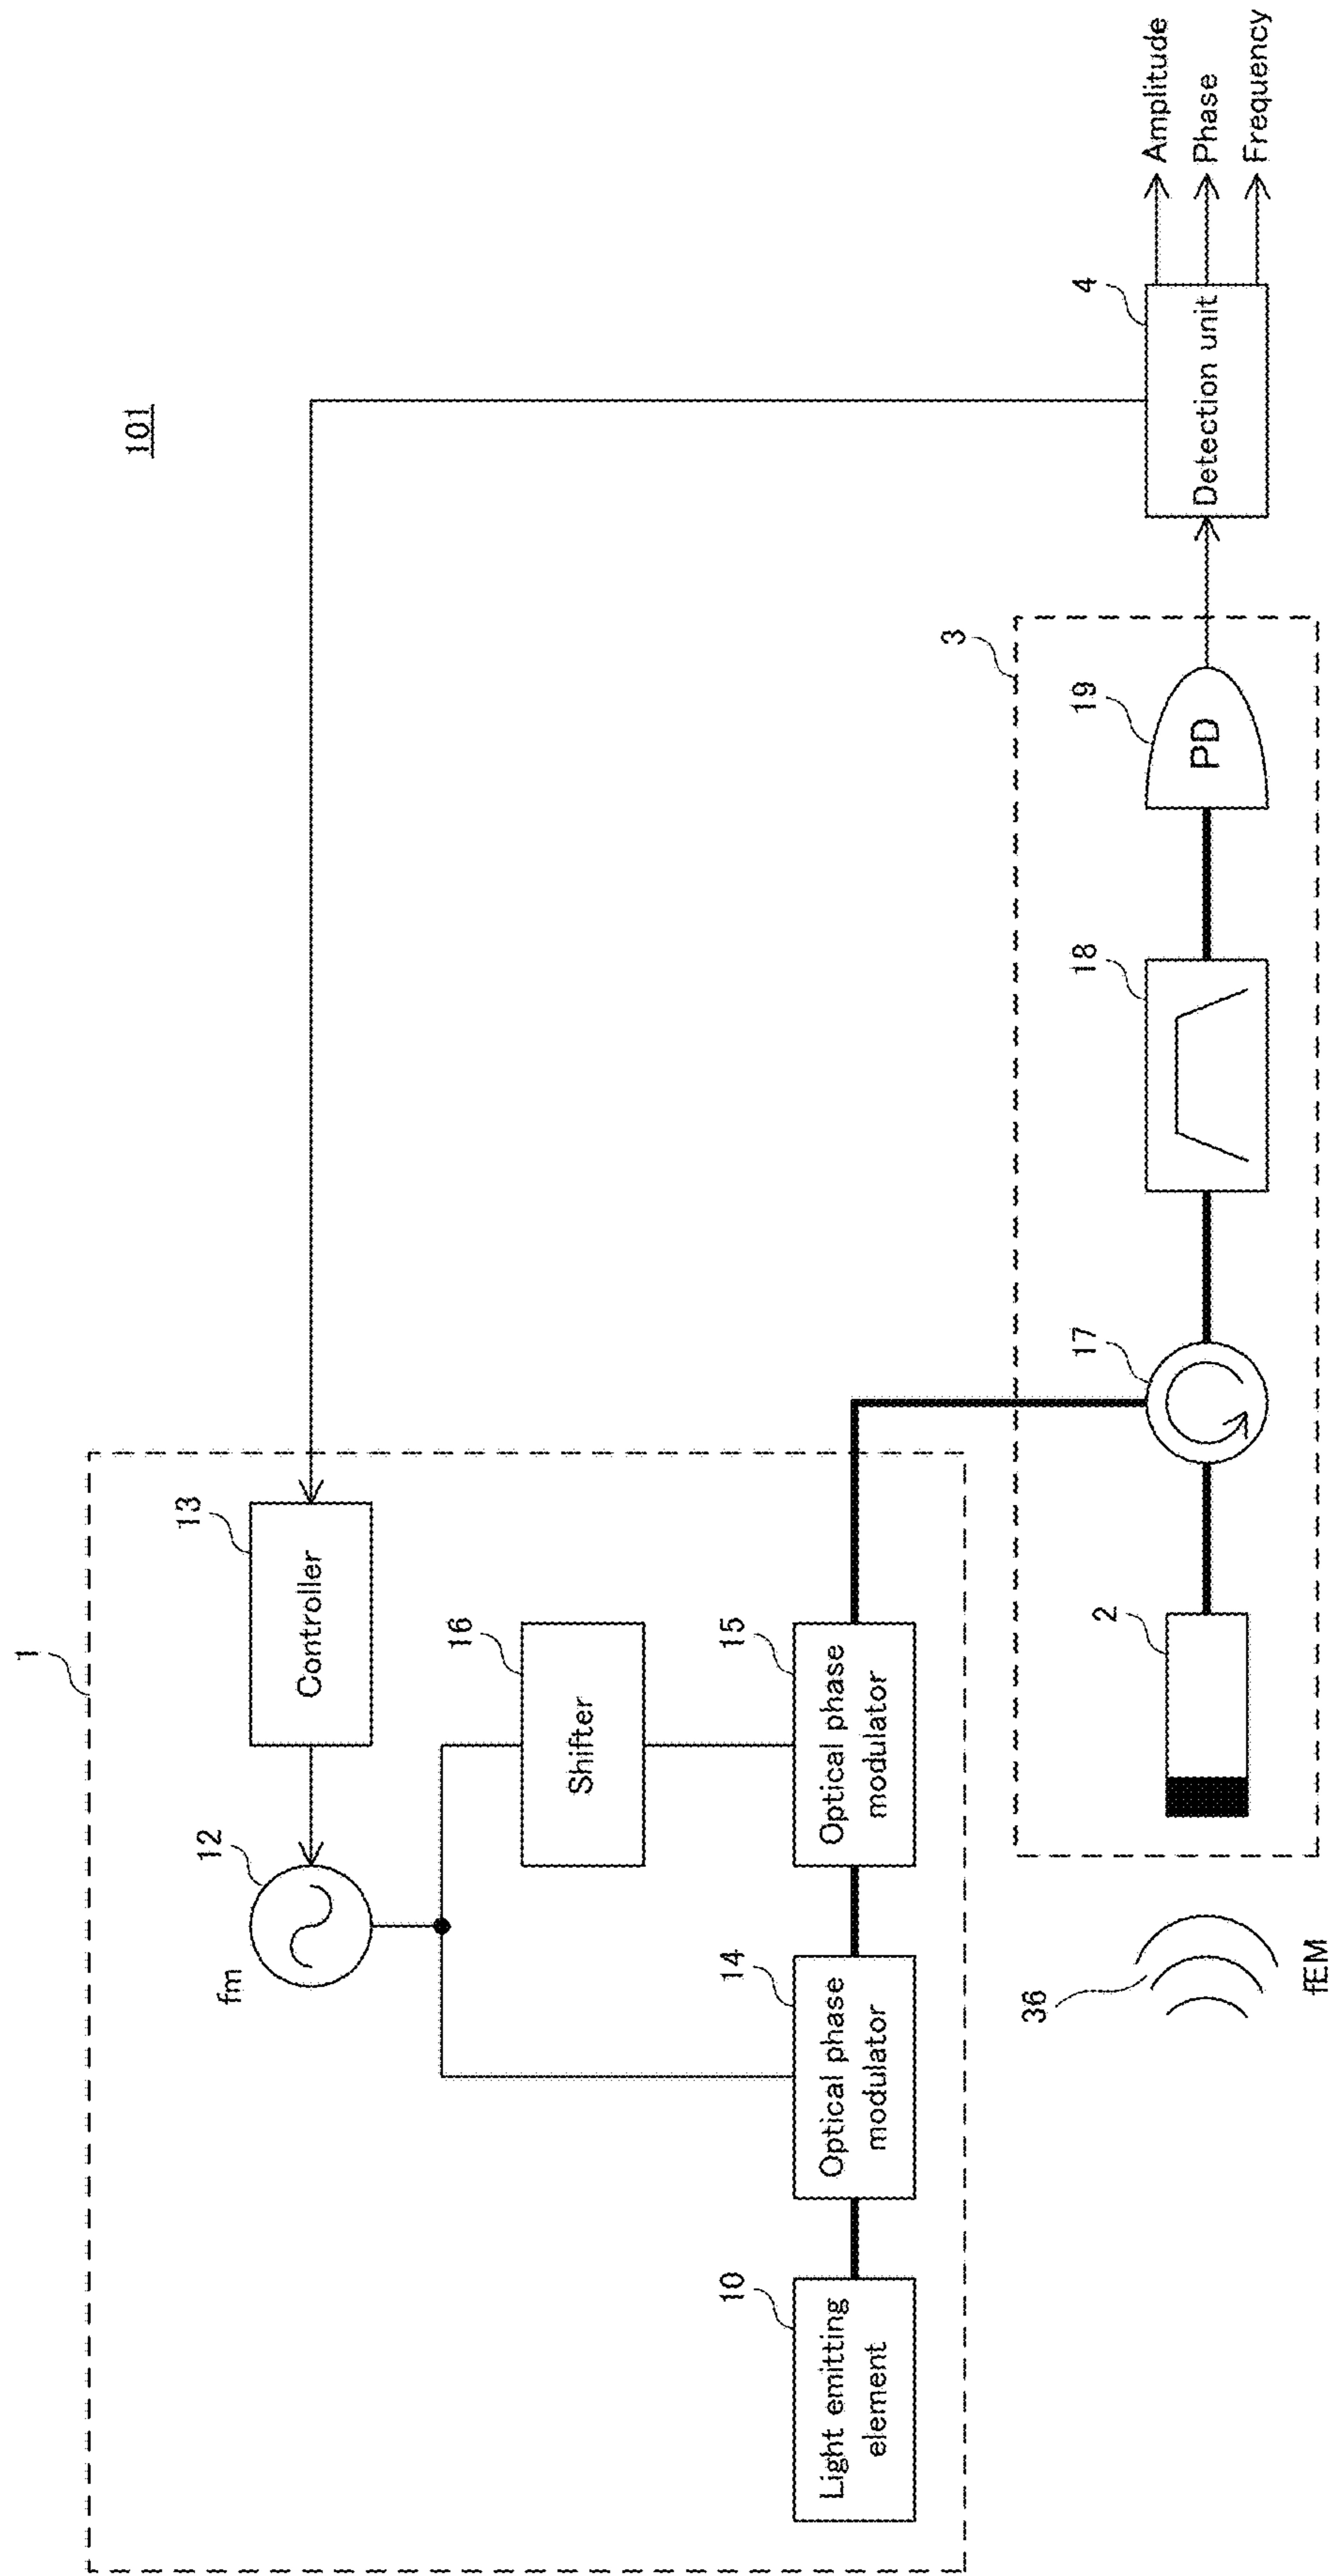 101
1
fm
12
13
Controller
16
Shifter
10
Light emitting
element
14
Optical phase
modulator
15
Optical phase
modulator
3
36
fEM
2
17
18
19
PD
4
Detection unit
Amplitude
Phase
Frequency